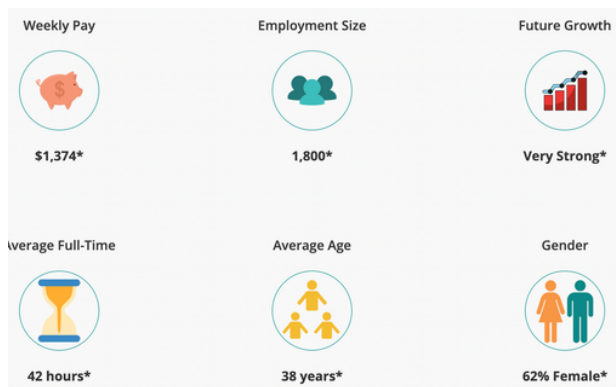 Weekly Pay
Employment Size
Future Growth
$
$1,374*
1,800*
Very Strong*
Average Full-Time
Average Age
Gender
42 hours*
38 years*
62% Female*